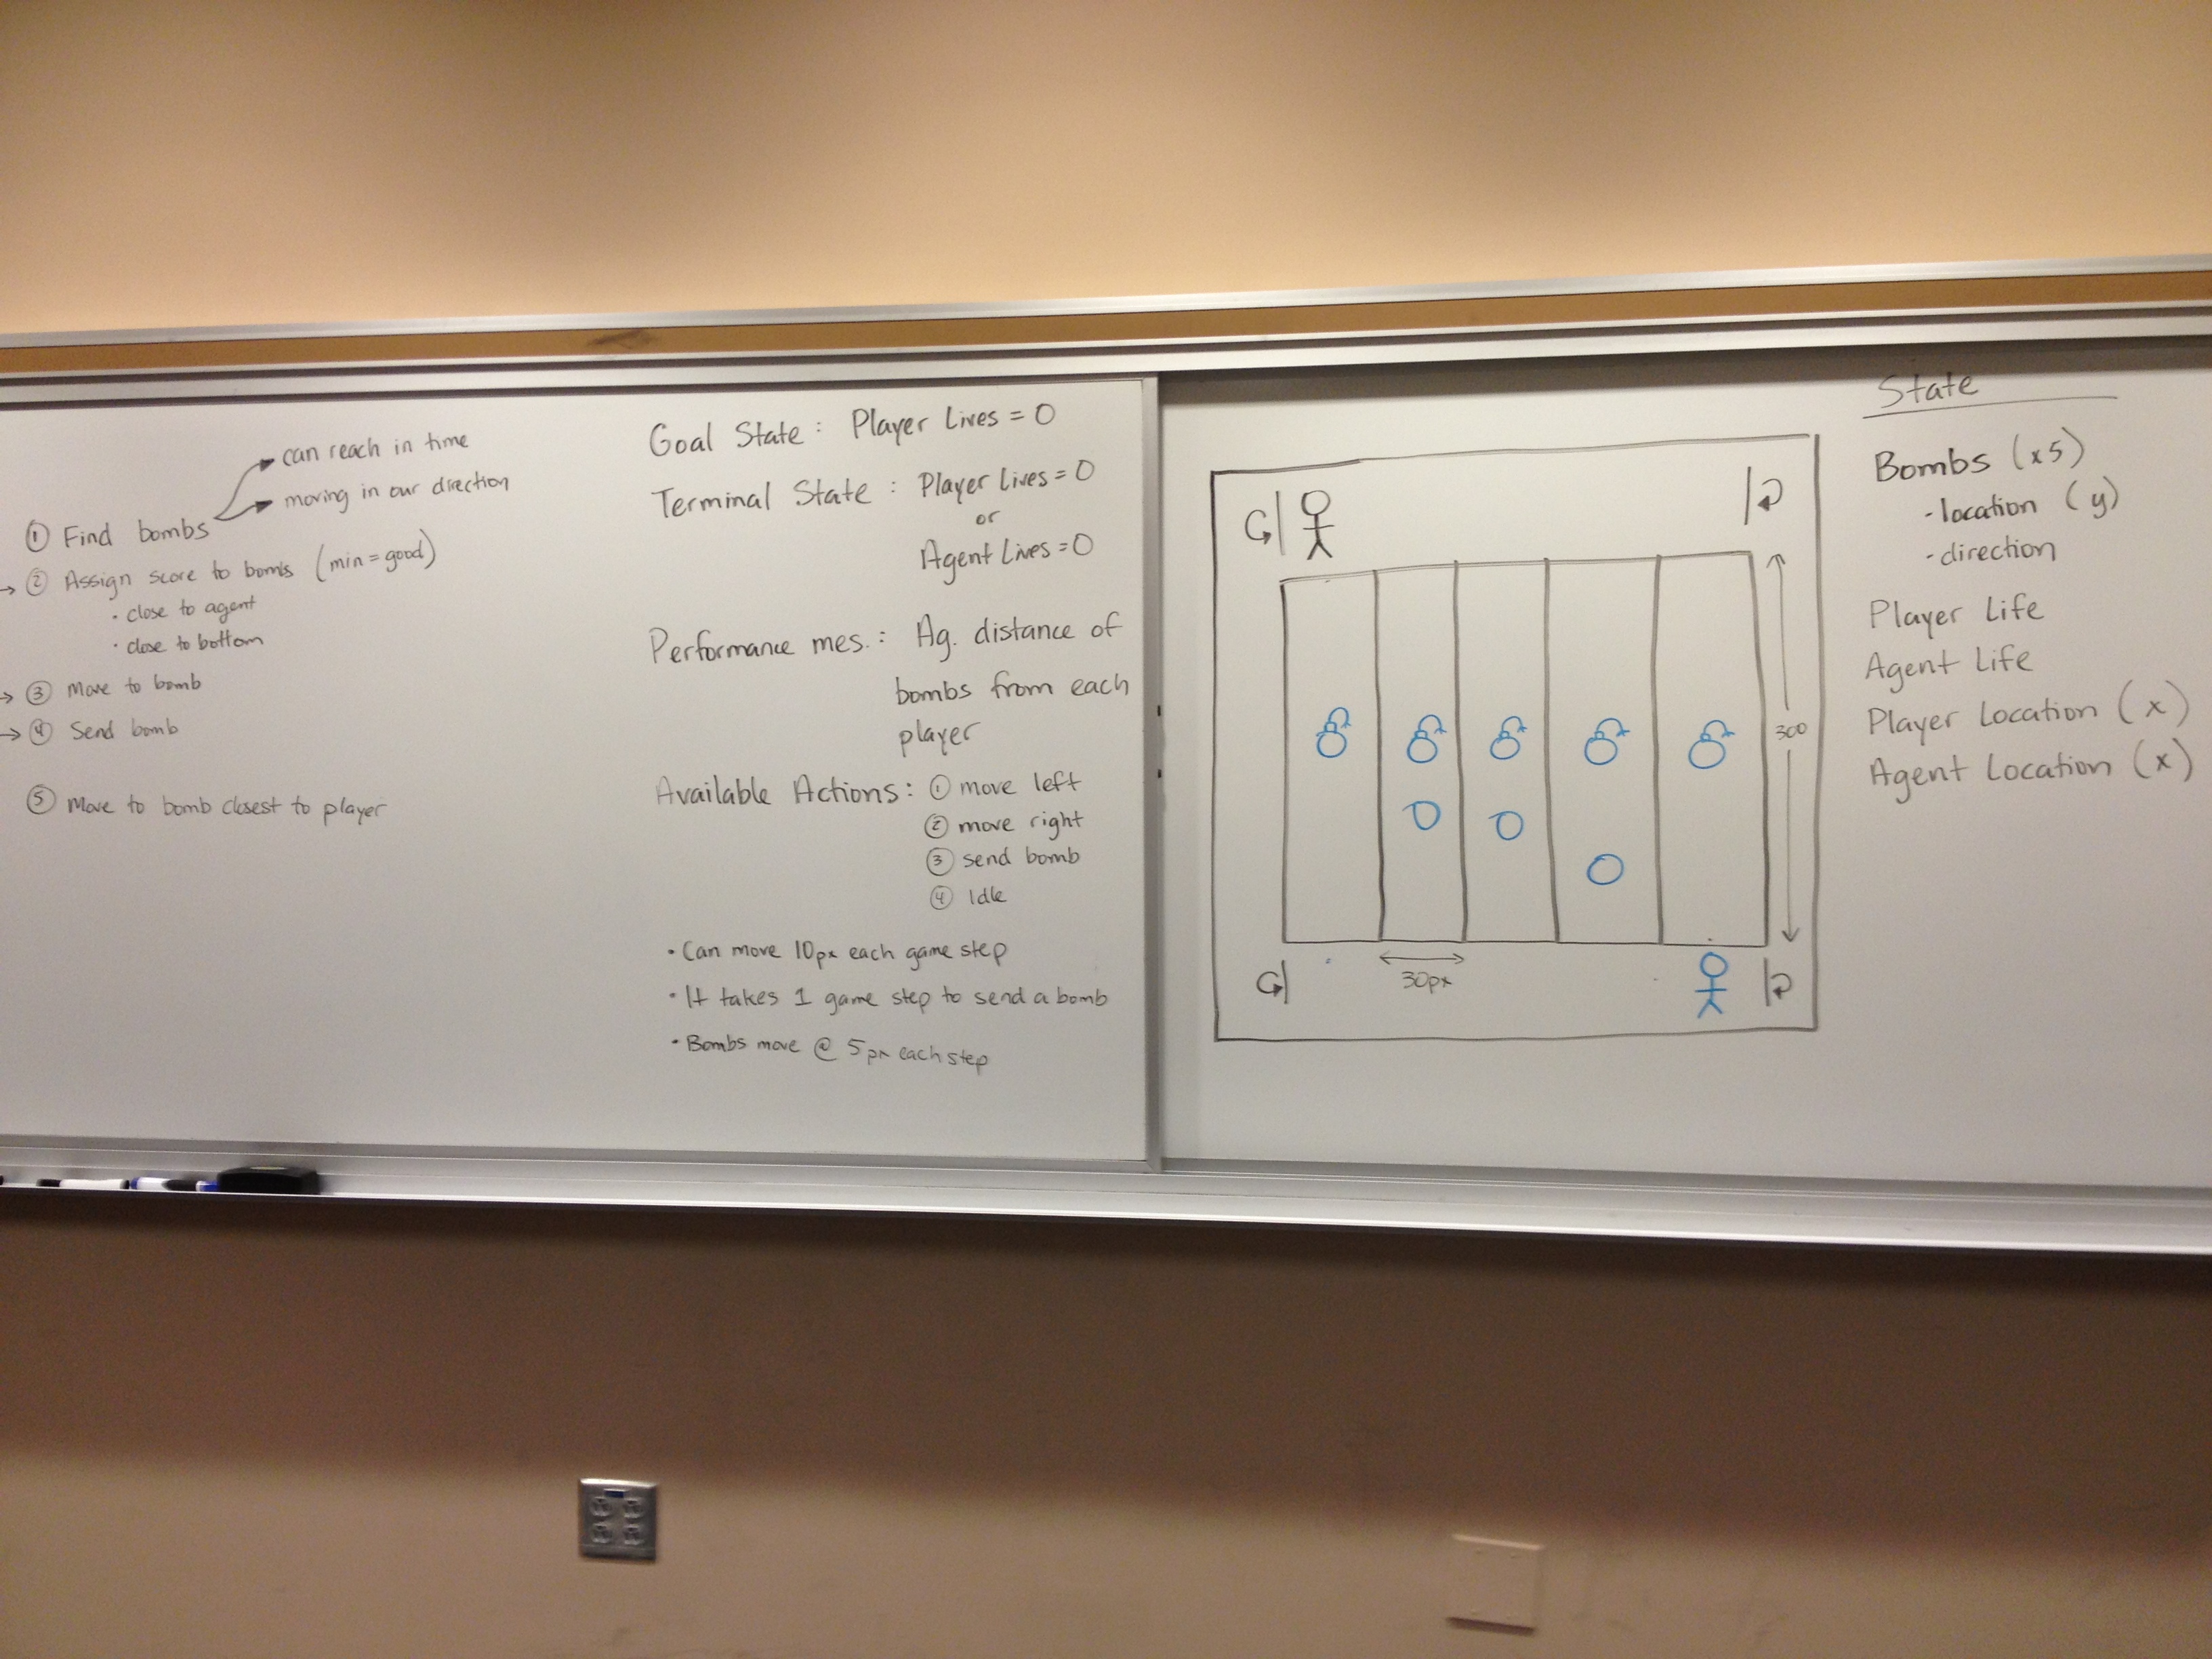 can reach in time
moving in our direction
① Find bombs
→ ② Assign score to bombs (min = good)
· close to agent
· close to bottom
→ ③ Move to bomb
→ ④ Send bomb
⑤ Move to bomb closest to player
Goal State : Player Lives = 0
Terminal State : Player Lives = 0
or
Agent Lives = 0
Performance mes. : Ag. distance of
bombs from each
player
Available Actions : ① move left
② move right
③ send bomb
④ Idle
· Can move 10px each game step
· It takes 1 game step to send a bomb
· Bombs move @ 5px each step
300
30px
State
Bombs (x5)
- location (y)
- direction
Player Life
Agent Life
Player Location (x)
Agent Location (x)